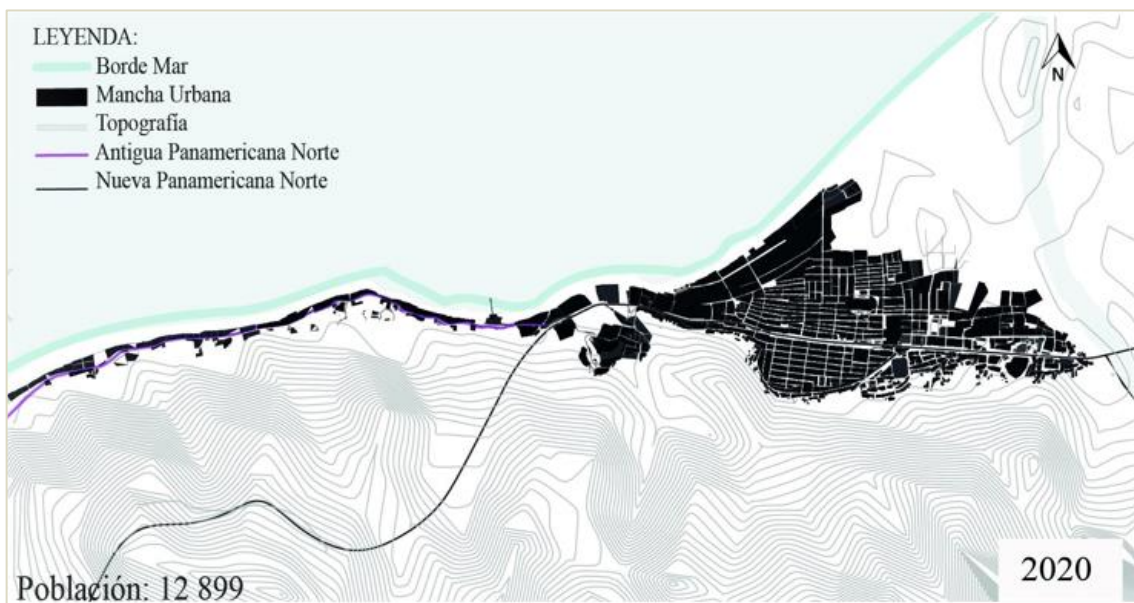 LEYENDA:
Borde Mar
Mancha Urbana
Topografía
Antigua Panamericana Norte
Nueva Panamericana Norte
N
Población: 12 899
2020